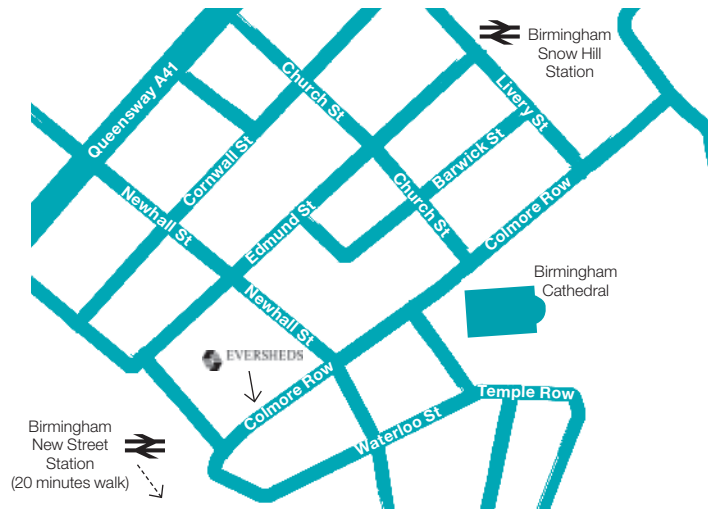 Birmingham
Snow Hill
Station
Queensway A41
Church St
Livery St
Cornwall St
Barwick St
Newhall St
Church St
Edmund St
Colmore Row
Newhall St
Birmingham
Cathedral
EVERSHEDS
Colmore Row
Temple Row
Waterloo St
Birmingham
New Street
Station
(20 minutes walk)